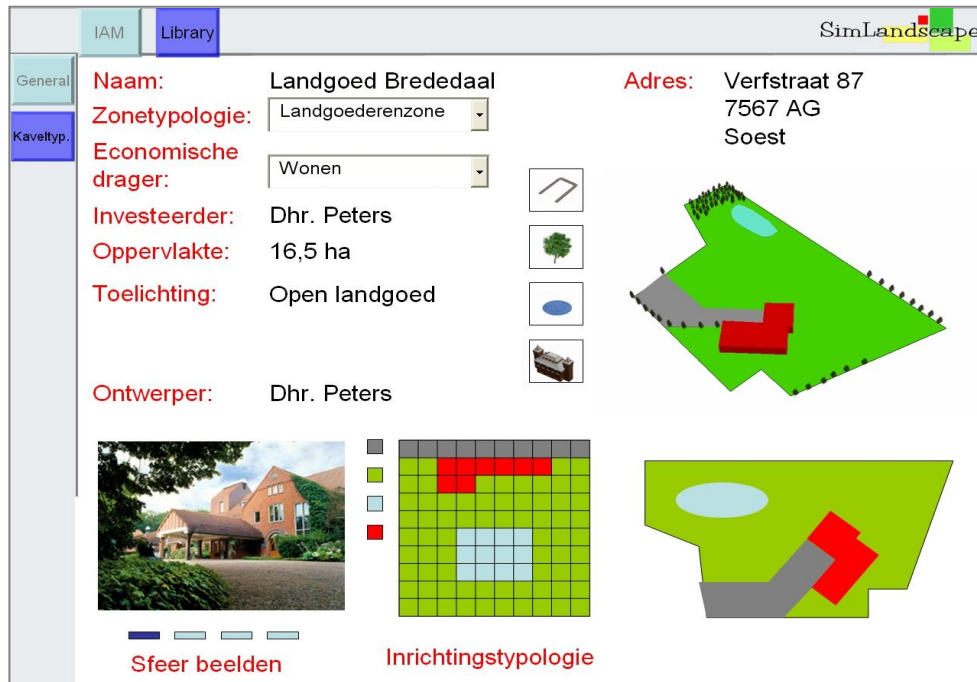 IAM
Library
SimLandscape
General
Kaveltyp.
Naam: Landgoed Brededaal
Zonetypologie: Landgoederenzone
Economische
drager: Wonen
Investeerder: Dhr. Peters
Oppervlakte: 16,5 ha
Toelichting: Open landgoed
Ontwerper: Dhr. Peters
Adres: Verfstraat 87
7567 AG
Soest
Sfeer beelden
Inrichtingstypologie